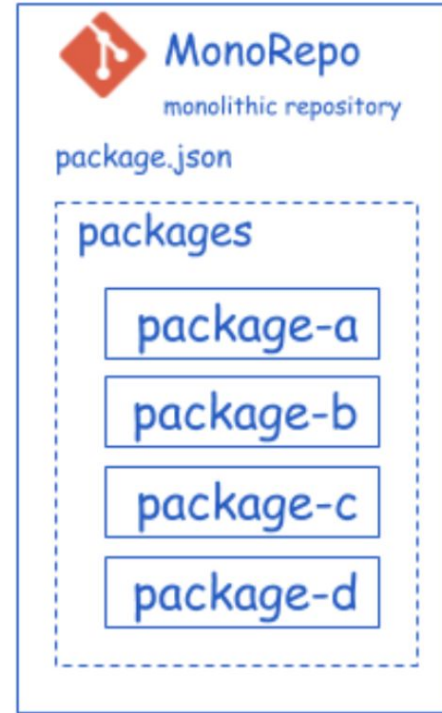 MonoRepo
monolithic repository
package.json
packages
package-a
package-b
package-c
package-d